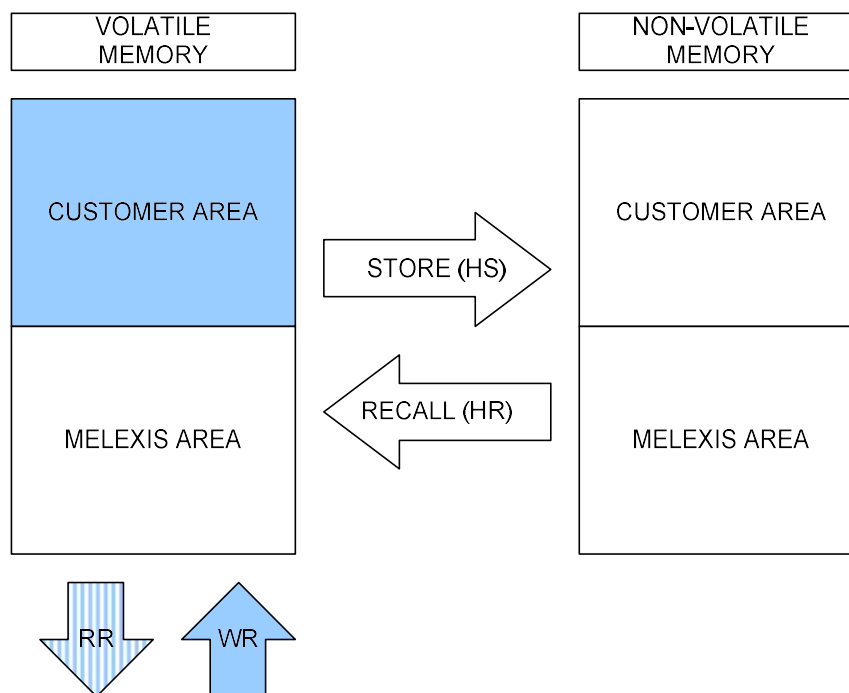 VOLATILE
MEMORY
NON-VOLATILE
MEMORY
CUSTOMER AREA
CUSTOMER AREA
STORE (HS)
RECALL (HR)
MELEXIS AREA
MELEXIS AREA
RR
WR